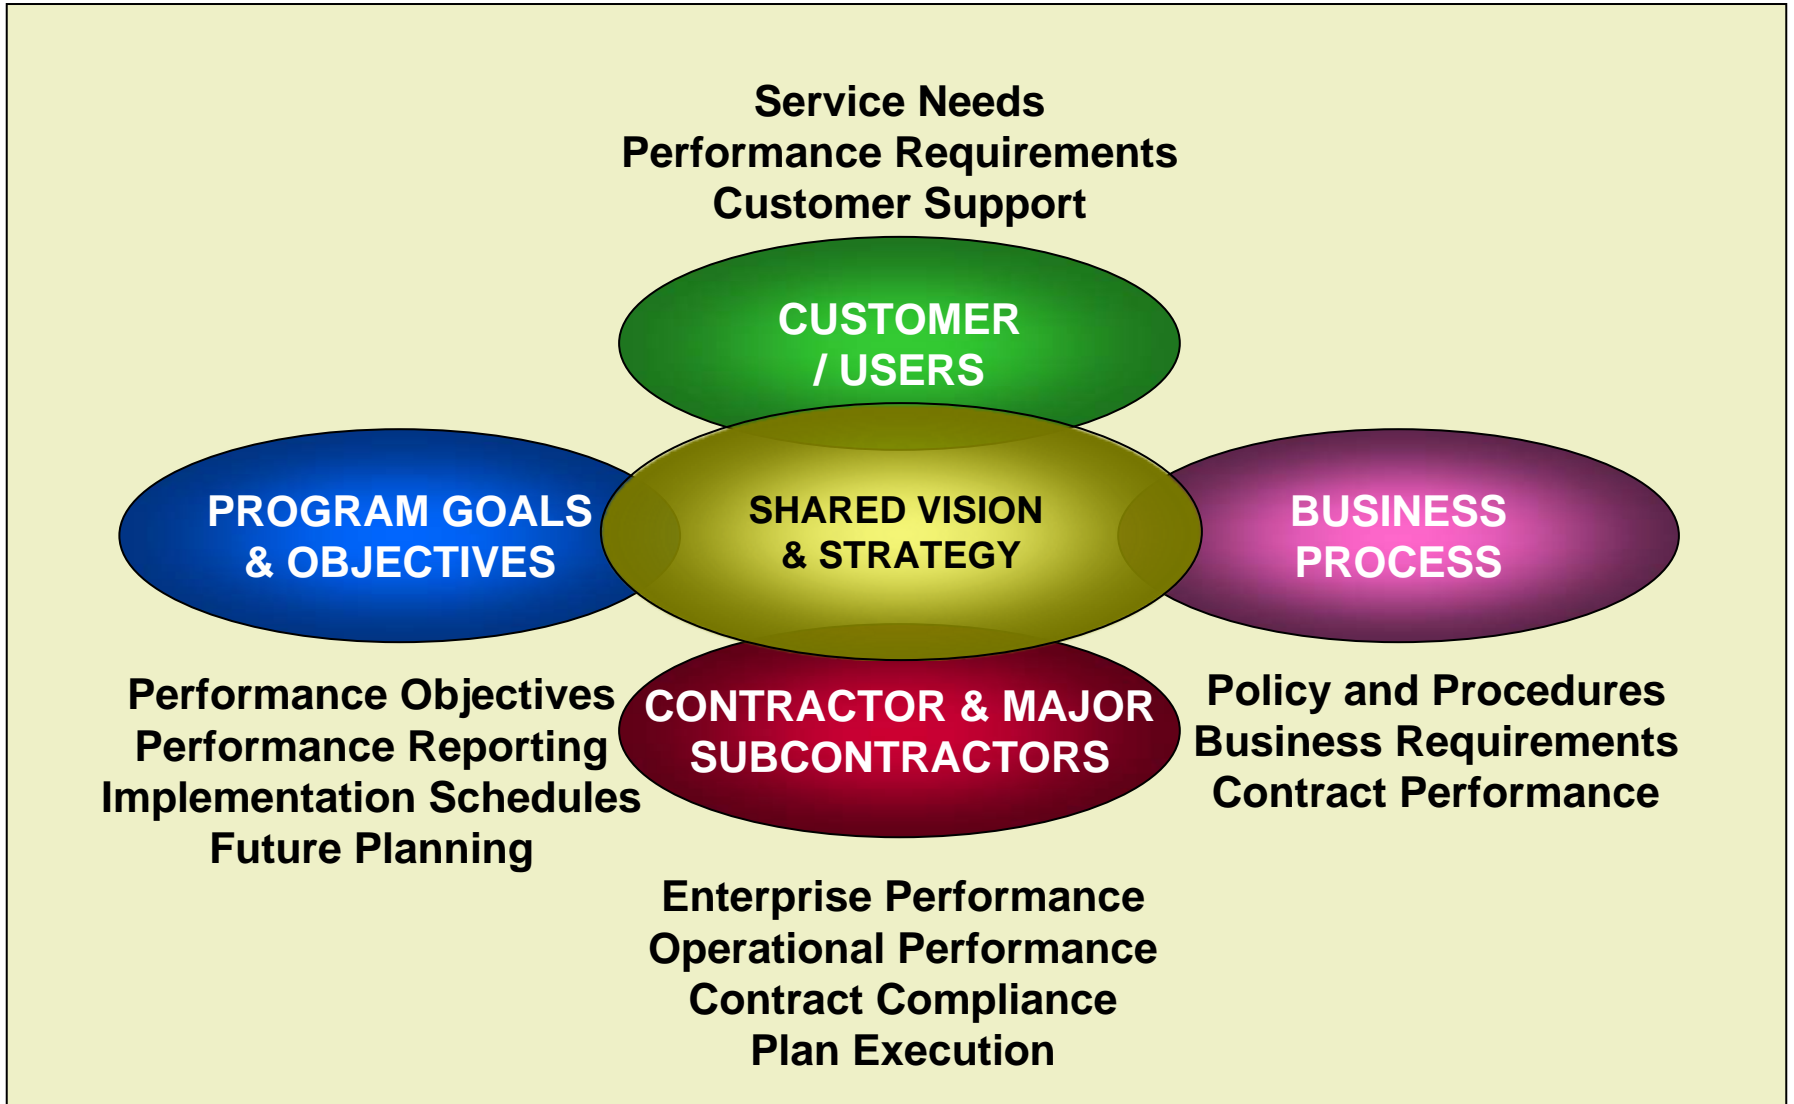 Service Needs
Performance Requirements
Customer Support
CUSTOMER
/ USERS
PROGRAM GOALS
& OBJECTIVES
SHARED VISION
& STRATEGY
BUSINESS
PROCESS
Performance Objectives
Performance Reporting
Implementation Schedules
Future Planning
CONTRACTOR & MAJOR
SUBCONTRACTORS
Policy and Procedures
Business Requirements
Contract Performance
Enterprise Performance
Operational Performance
Contract Compliance
Plan Execution